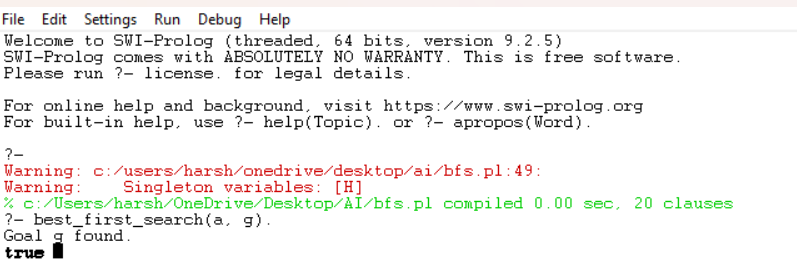 File Edit Settings Run Debug Help
Welcome to SWI-Prolog (threaded, 64 bits, version 9.2.5)
SWI-Prolog comes with ABSOLUTELY NO WARRANTY. This is free software.
Please run ?- license. for legal details.

For online help and background, visit https://www.swi-prolog.org
For built-in help, use ?- help(Topic). or ?- apropos(Word).

?-
Warning: c:/users/harsh/onedrive/desktop/ai/bfs.pl:49:
Warning:    Singleton variables: [H]
% c:/Users/harsh/OneDrive/Desktop/AI/bfs.pl compiled 0.00 sec, 20 clauses
?- best_first_search(a, g).
Goal g found.
true